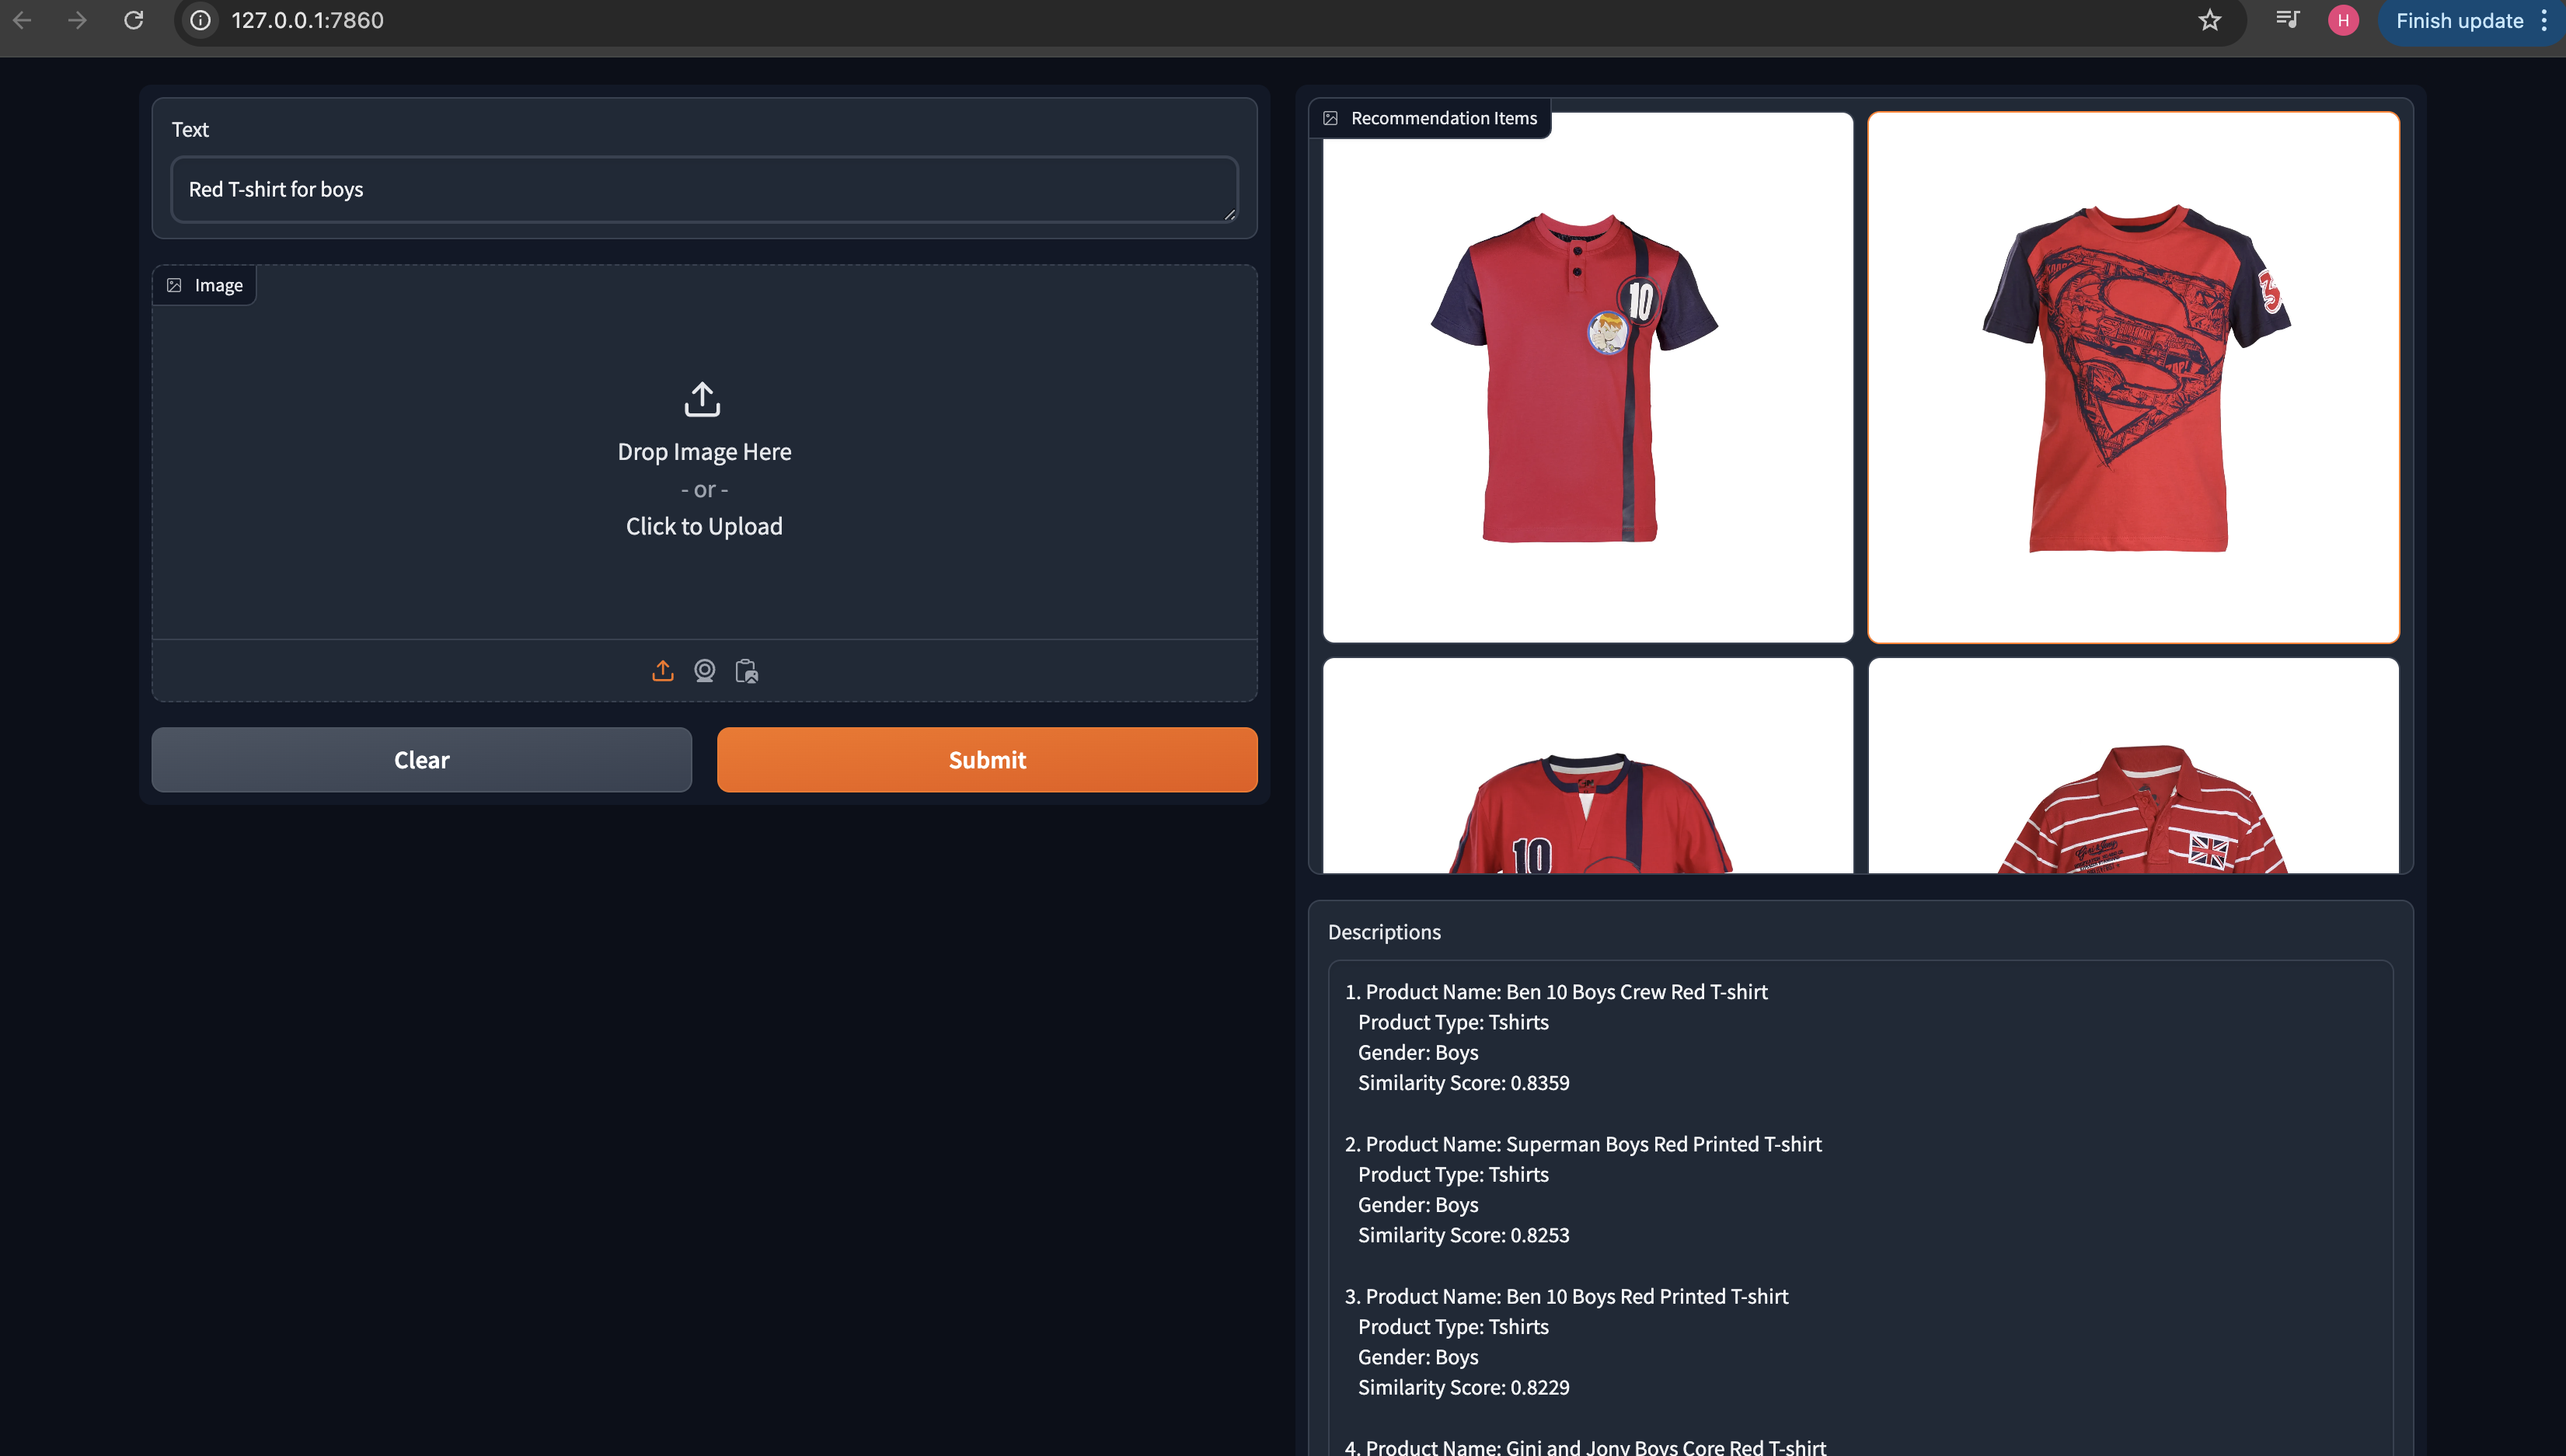 127.0.0.1:7860
H
Finish update
Text
Red T-shirt for boys
Image
Drop Image Here
- or -
Click to Upload
Clear
Submit
Recommendation Items
10
10
Descriptions
1. Product Name: Ben 10 Boys Crew Red T-shirt
Product Type: Tshirts
Gender: Boys
Similarity Score: 0.8359
2. Product Name: Superman Boys Red Printed T-shirt
Product Type: Tshirts
Gender: Boys
Similarity Score: 0.8253
3. Product Name: Ben 10 Boys Red Printed T-shirt
Product Type: Tshirts
Gender: Boys
Similarity Score: 0.8229
4. Product Name: Gini and Jony Boys Core Red T-shirt